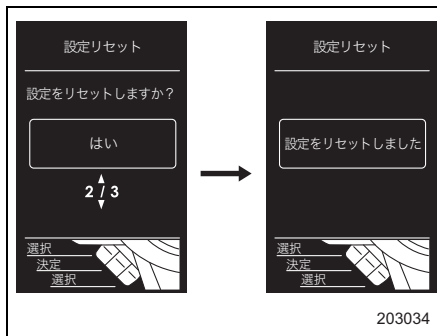 設定リセット
設定をリセットしますか？
はい
2/3
選択
決定
選択
設定リセット
設定をリセットしました
選択
決定
選択
203034